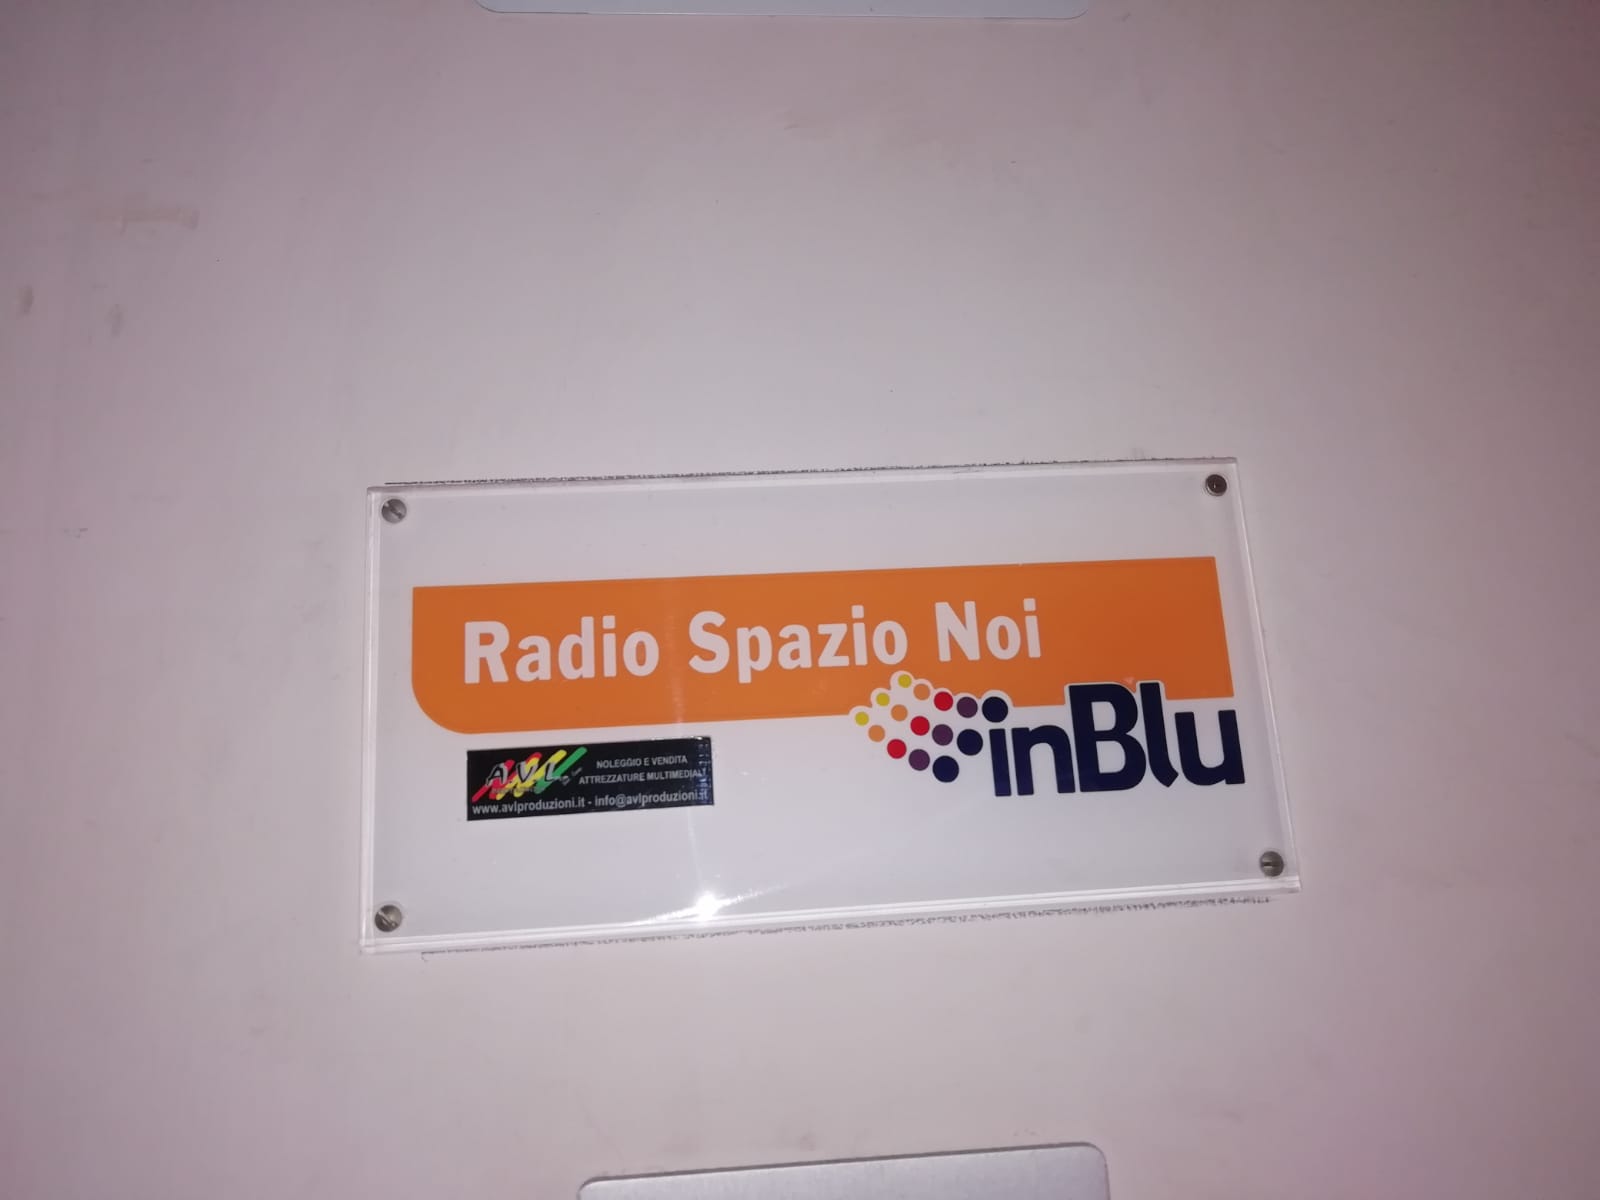 Radio Spazio Noi
inBlu
AVL
NOLEGGIO E VENDITA
ATTREZZATURE MULTIMEDIALI
www.avlproduzioni.it - info@avlproduzioni.it